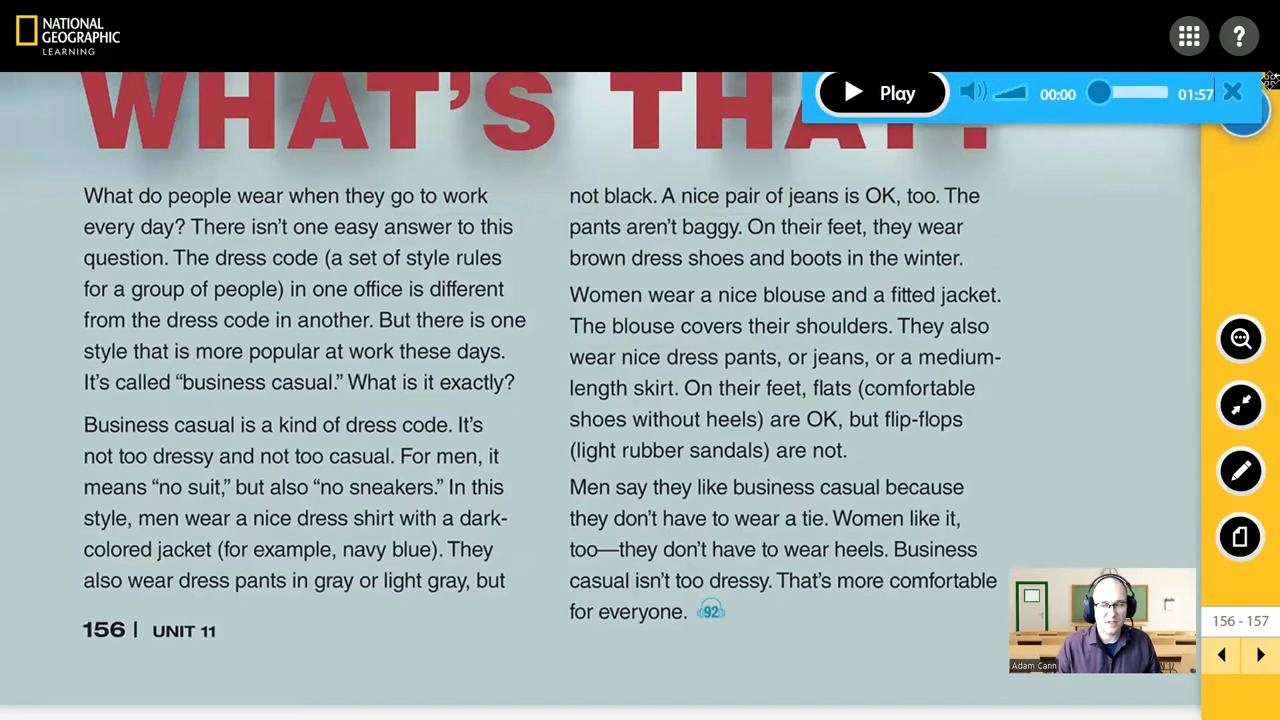 NATIONAL
GEOGRAPHIC
LEARNING
?
WHAT'S THAT?
Play
00:00
01:57
What do people wear when they go to work
every day? There isn't one easy answer to this
question. The dress code (a set of style rules
for a group of people) in one office is different
from the dress code in another. But there is one
style that is more popular at work these days.
It's called “business casual.” What is it exactly?
Business casual is a kind of dress code. It's
not too dressy and not too casual. For men, it
means “no suit,” but also “no sneakers.” In this
style, men wear a nice dress shirt with a dark-
colored jacket (for example, navy blue). They
also wear dress pants in gray or light gray, but
156 | UNIT 11
not black. A nice pair of jeans is OK, too. The
pants aren't baggy. On their feet, they wear
brown dress shoes and boots in the winter.
Women wear a nice blouse and a fitted jacket.
The blouse covers their shoulders. They also
wear nice dress pants, or jeans, or a medium-
length skirt. On their feet, flats (comfortable
shoes without heels) are OK, but flip-flops
(light rubber sandals) are not.
Men say they like business casual because
they don't have to wear a tie. Women like it,
too—they don't have to wear heels. Business
casual isn't too dressy. That's more comfortable
for everyone. 92
Adam Cann
156 - 157